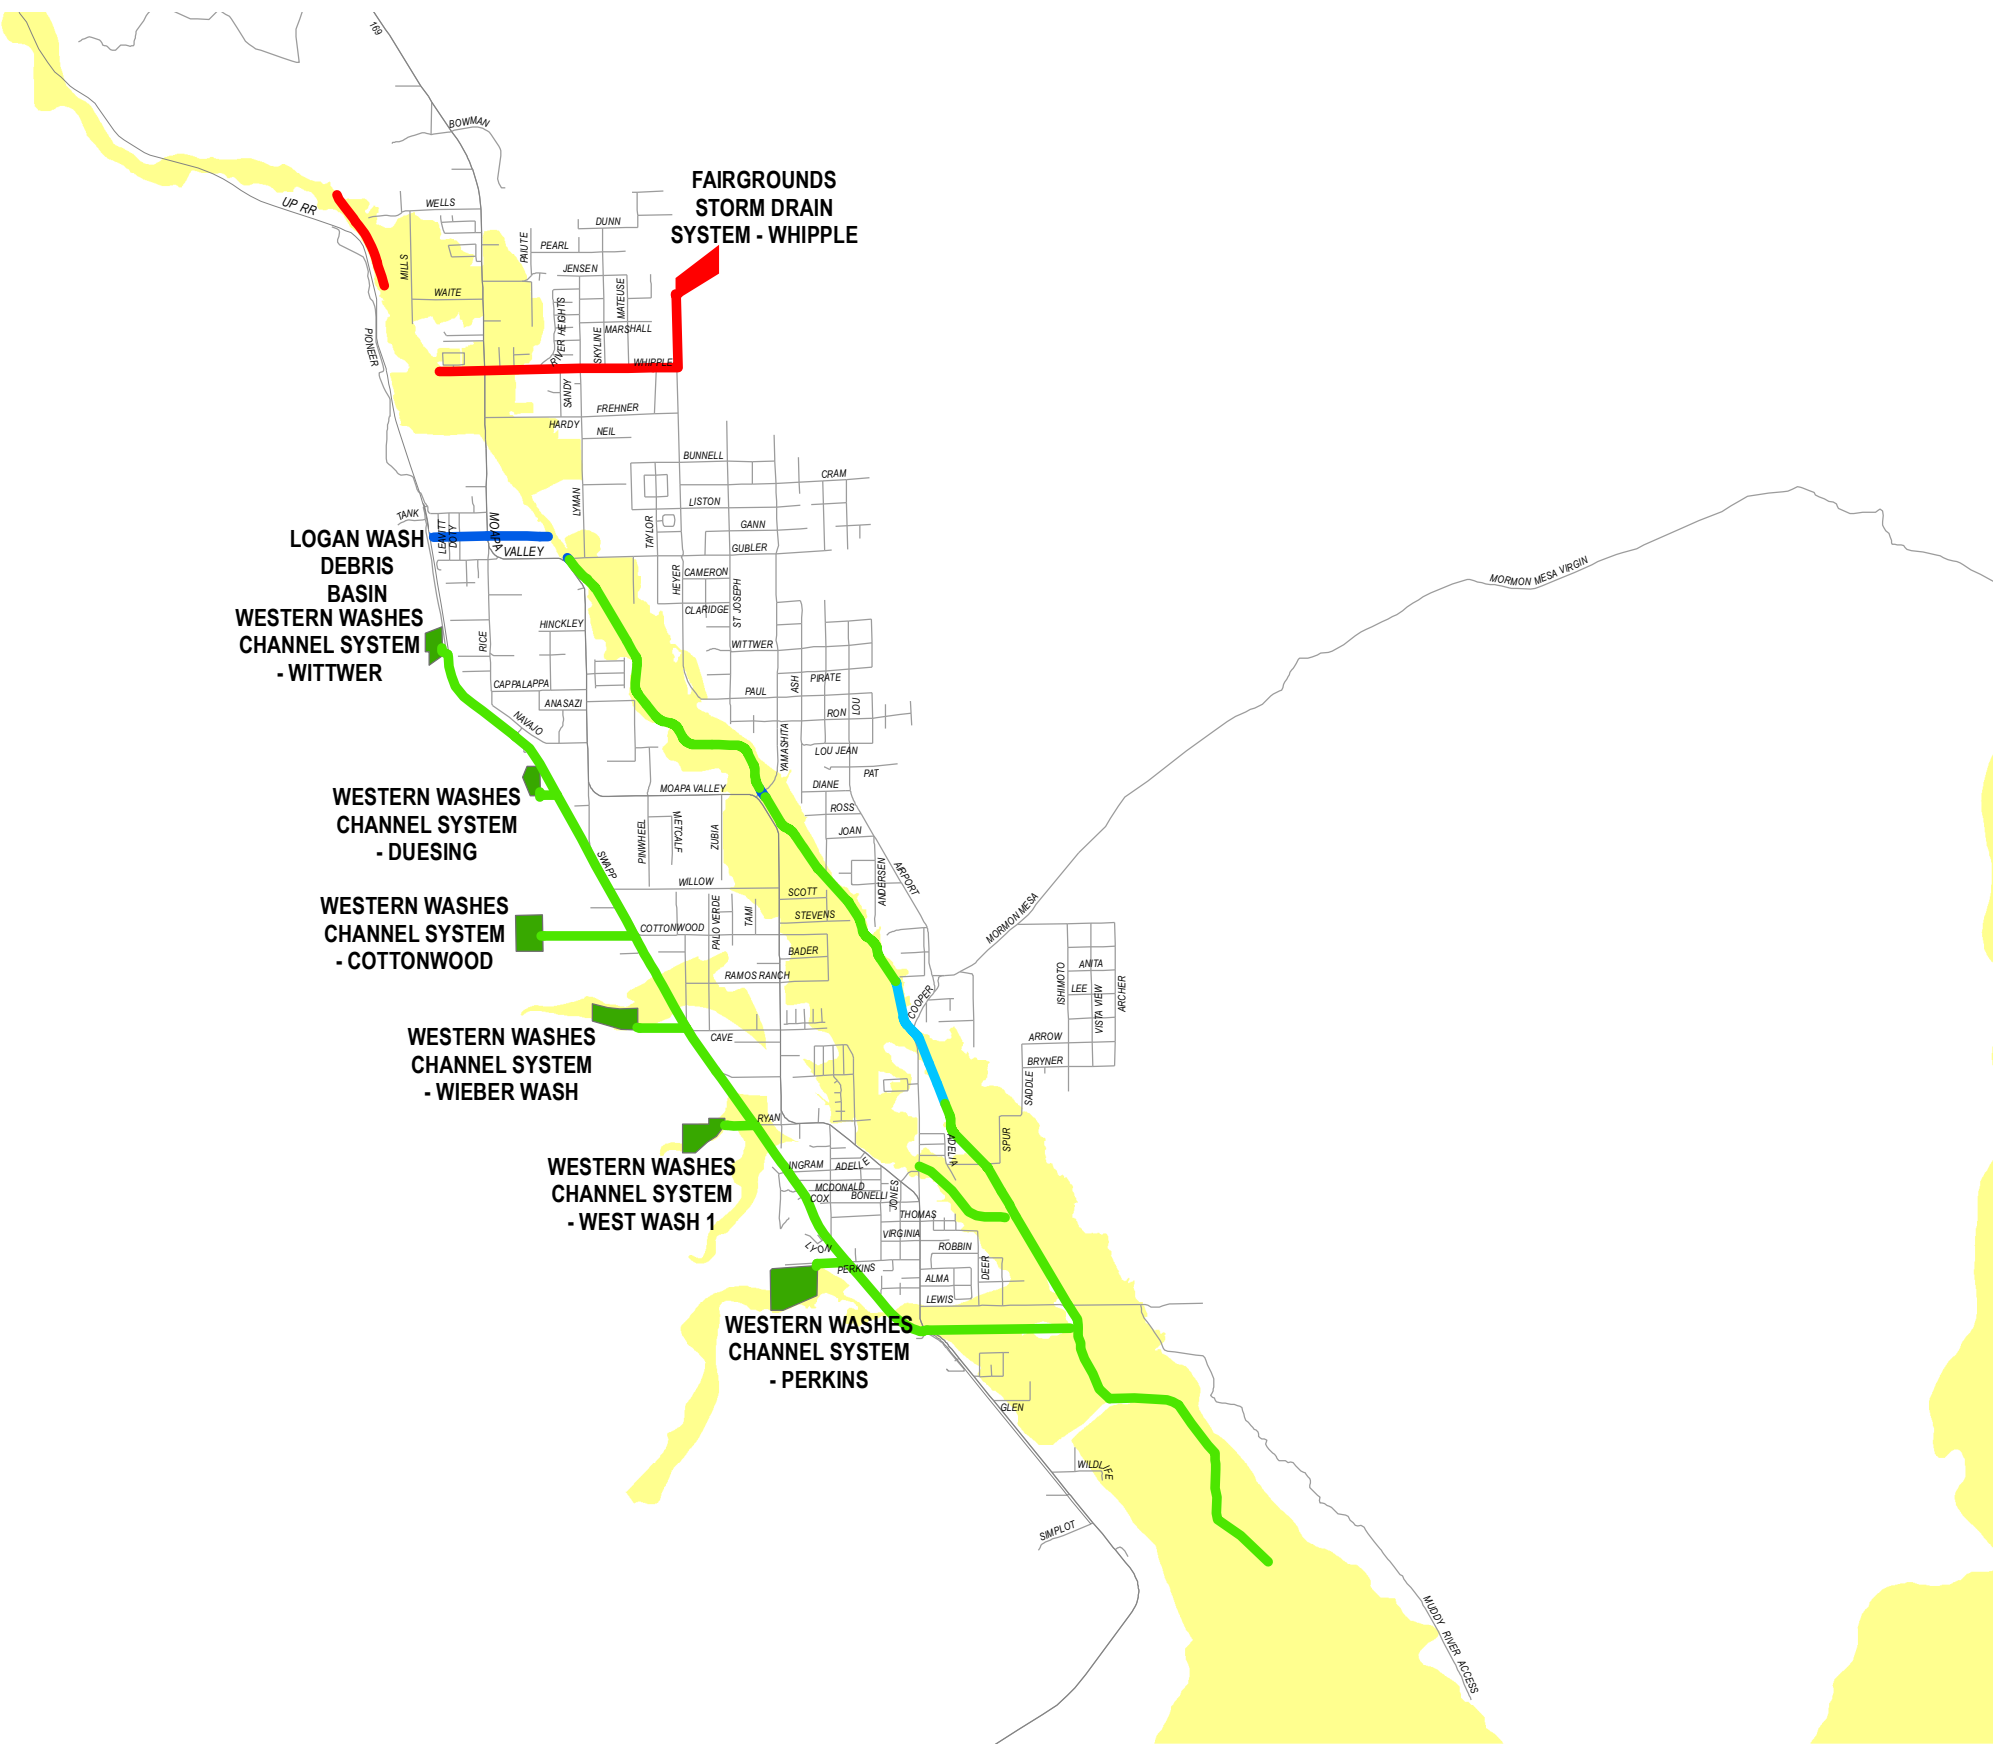 169
BOWMAN
UP RR
WELLS
FAIRGROUNDS
STORM DRAIN
SYSTEM - WHIPPLE
DUNN
PAIUTE
PEARL
MILLS
JENSEN
WAITE
MATEUSE
RIVER HEIGHTS
SKYLINE
MARSHALL
PIONEER
WHIPPLE
SANDY
FREHNER
HARDY
NEIL
BUNNELL
CRAM
LYMAN
LISTON
TANK
LEAVITT
DOTY
MOAPA
VALLEY
TAYLOR
GANN
GUBLER
LOGAN WASH
DEBRIS
BASIN
HEYER
CAMERON
CLARIDGE
ST JOSEPH
MORMON MESA VIRGIN
WESTERN WASHES
CHANNEL SYSTEM
- WITTWER
RICE
HINCKLEY
WITTWER
CAPPALAPPA
ANASAZI
NAVAJO
PAUL
ASH
PIRATE
RON
LOU
YAMASHITA
LOU JEAN
PAT
MOAPA VALLEY
DIANE
ROSS
JOAN
WESTERN WASHES
CHANNEL SYSTEM
- DUESING
SWAPP
PINWHEEL
METCALF
ZUBIA
WILLOW
SCOTT
STEVENS
ANDERSEN
AIRPORT
WESTERN WASHES
CHANNEL SYSTEM
- COTTONWOOD
COTTONWOOD
PALO VERDE
TAMI
BADER
RAMOS RANCH
MORMON MESA
COOPER
ISHIMOTO
ANITA
LEE
VISTA VIEW
ARCHER
WESTERN WASHES
CHANNEL SYSTEM
- WIEBER WASH
CAVE
ARROW
BRYNER
SADDLE
RYAN
SPUR
ADELIA
WESTERN WASHES
CHANNEL SYSTEM
- WEST WASH 1
INGRAM
ADELLE
MCDONALD
COX
BONELLI
JONES
THOMAS
VIRGINIA
LYON
ROBBIN
PERKINS
DEER
ALMA
LEWIS
WESTERN WASHES
CHANNEL SYSTEM
- PERKINS
GLEN
WILDLIFE
SIMPLOT
MUDDY RIVER ACCESS